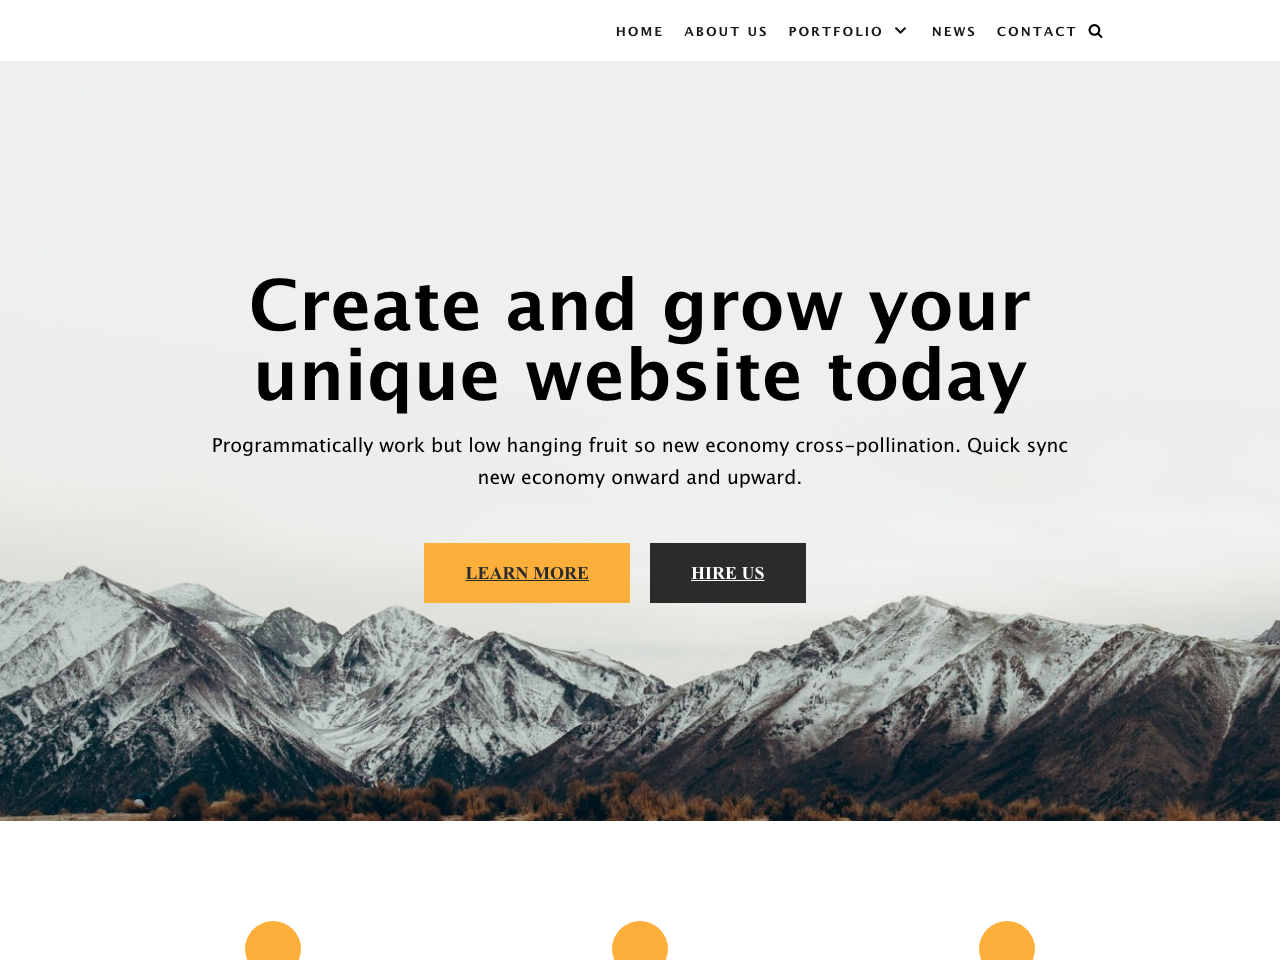 HOME ABOUT US PORTFOLIO NEWS CONTACT
Create and grow your
unique website today
Programmatically work but low hanging fruit so new economy cross-pollination. Quick sync
new economy onward and upward.
LEARN MORE HIRE US